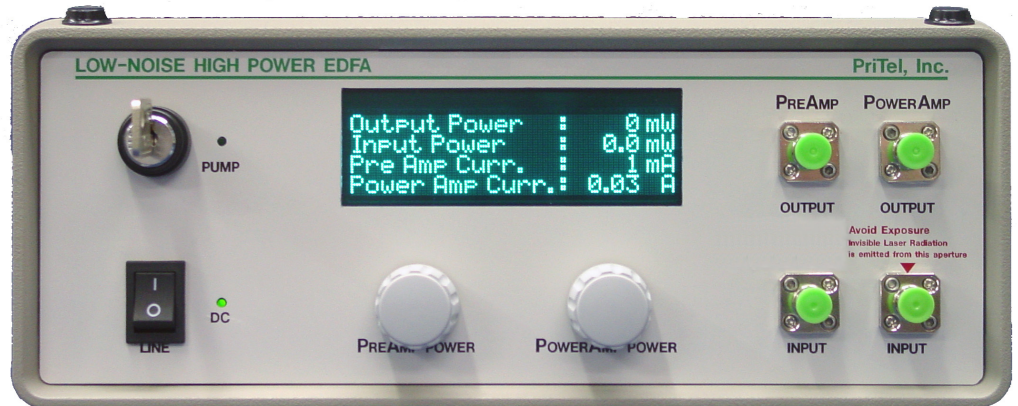 LOW-NOISE HIGH POWER EDFA
PriTel, Inc.
Output Power : 0 mW
Input Power : 0.0 mW
Pre Amp Curr. : 1 mA
Power Amp Curr.: 0.03 A
PUMP
I
O
DC
LINE
PREAMP POWER
POWERAMP POWER
PREAMP
POWERAMP
OUTPUT
OUTPUT
Avoid Exposure
Invisible Laser Radiation
is emitted from this aperture
INPUT
INPUT